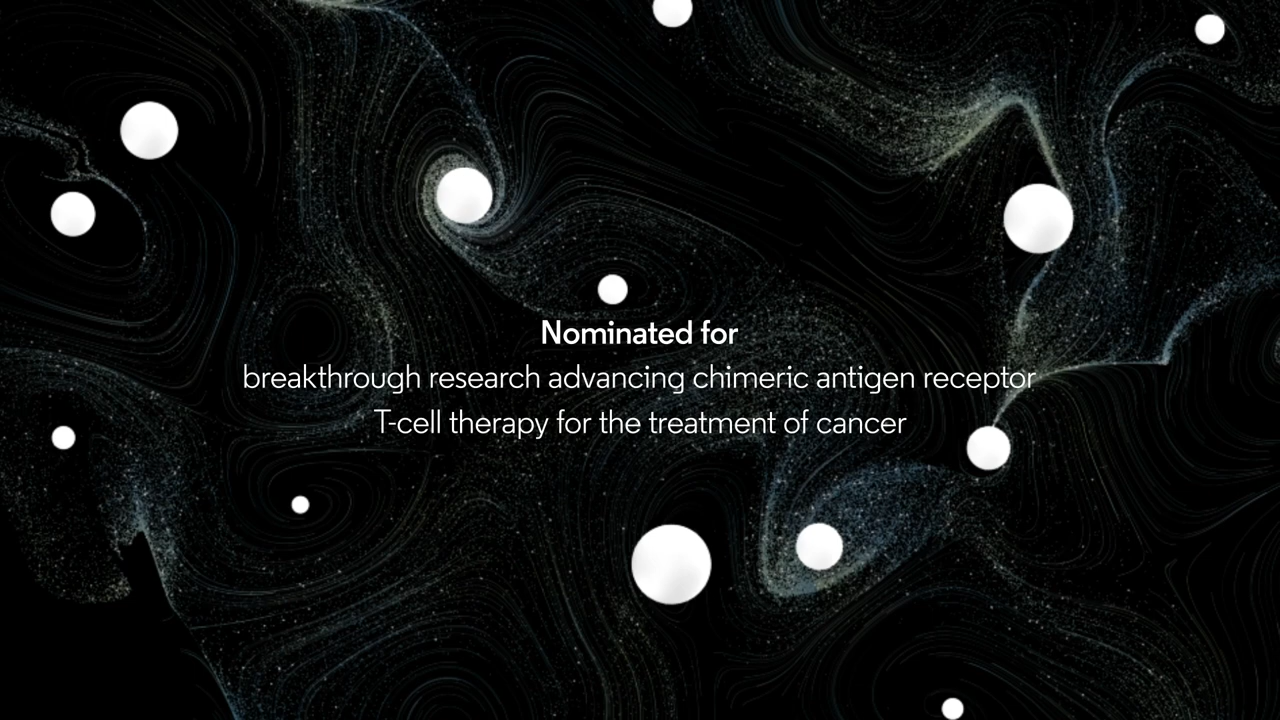 Nominated for
breakthrough research advancing chimeric antigen receptor
T-cell therapy for the treatment of cancer